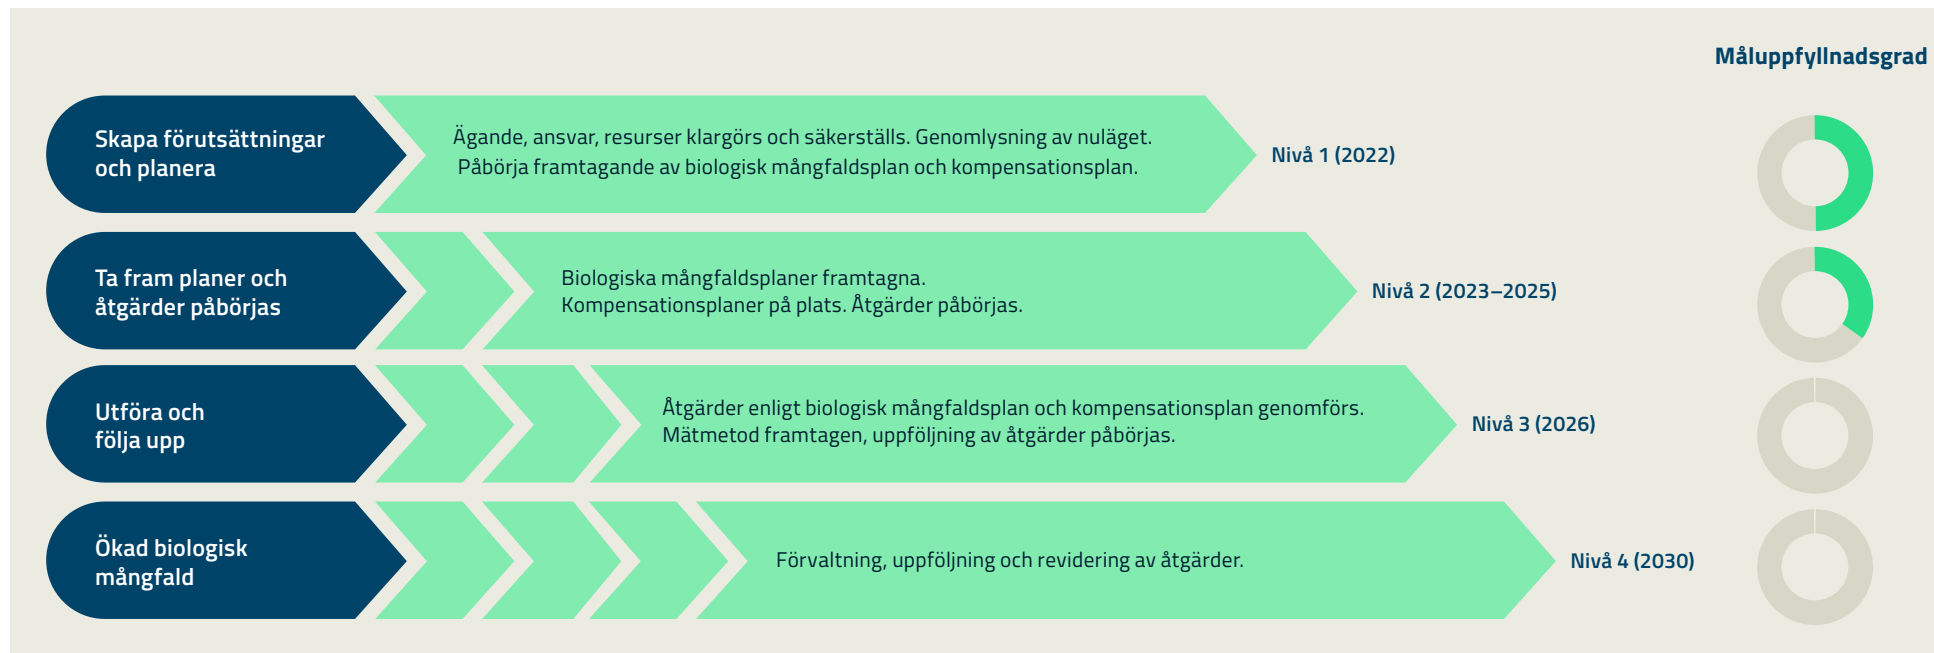 Måluppfyllnadsgrad
Skapa förutsättningar
och planera
Ägande, ansvar, resurser klargörs och säkerställs. Genomlysning av nuläget.
Påbörja framtagande av biologisk mångfaldsplan och kompensationsplan.
Nivå 1 (2022)
Ta fram planer och
åtgärder påbörjas
Biologiska mångfaldsplaner framtagna.
Kompensationsplaner på plats. Åtgärder påbörjas.
Nivå 2 (2023–2025)
Utföra och
följa upp
Åtgärder enligt biologisk mångfaldsplan och kompensationsplan genomförs.
Mätmetod framtagen, uppföljning av åtgärder påbörjas.
Nivå 3 (2026)
Ökad biologisk
mångfald
Förvaltning, uppföljning och revidering av åtgärder.
Nivå 4 (2030)